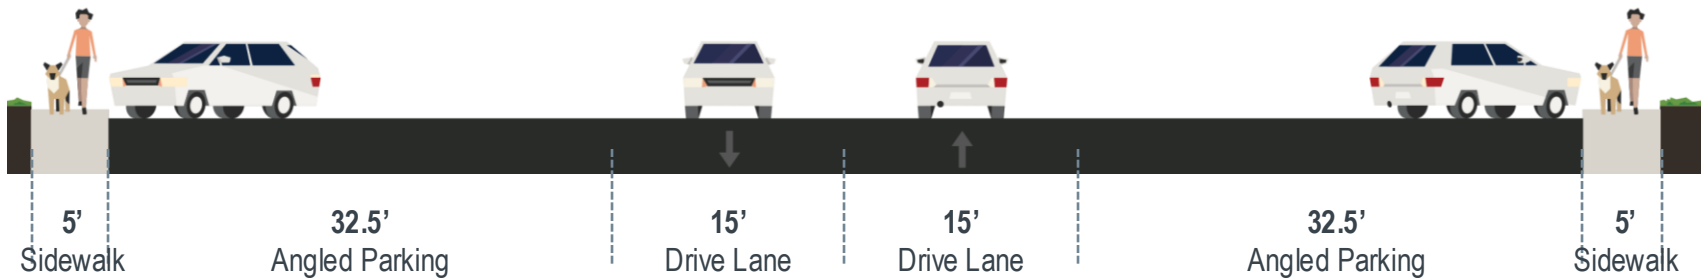 5’ 32.5’ 15’ 15’ 32.5’ 5’
Sidewalk Angled Parking Drive Lane Drive Lane Angled Parking Sidewalk